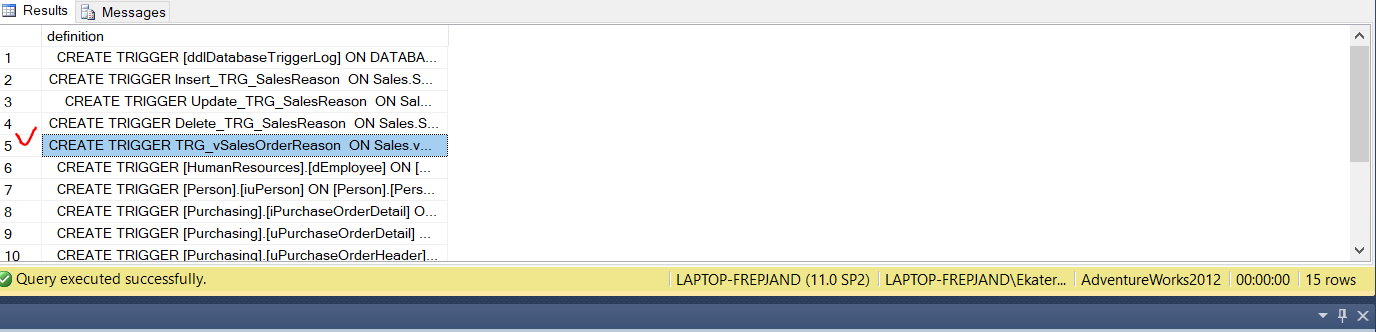 Results Messages
definition
1 CREATE TRIGGER [ddlDatabaseTriggerLog] ON DATABA...
2 CREATE TRIGGER Insert_TRG_SalesReason ON Sales.S...
3 CREATE TRIGGER Update_TRG_SalesReason ON Sal...
4 CREATE TRIGGER Delete_TRG_SalesReason ON Sales.S...
5 CREATE TRIGGER TRG_vSalesOrderReason ON Sales.v...
6 CREATE TRIGGER [HumanResources].[dEmployee] ON [...
7 CREATE TRIGGER [Person].[iuPerson] ON [Person].[Pers...
8 CREATE TRIGGER [Purchasing].[iPurchaseOrderDetail] O...
9 CREATE TRIGGER [Purchasing].[uPurchaseOrderDetail] ...
10 CREATE TRIGGER [Purchasing].[uPurchaseOrderHeader]...
Query executed successfully. LAPTOP-FREPJAND (11.0 SP2) LAPTOP-FREPJAND\Ekater... AdventureWorks2012 00:00:00 15 rows